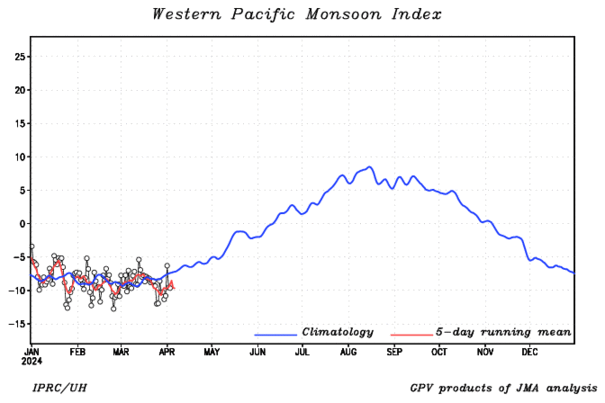 Western Pacific Monsoon Index
25
20
15
10
5
0
-5
-10
-15
Climatology
5-day running mean
JAN FEB MAR APR MAY JUN JUL AUG SEP OCT NOV DEC
2024
IPRC/UH
GPV products of JMA analysis